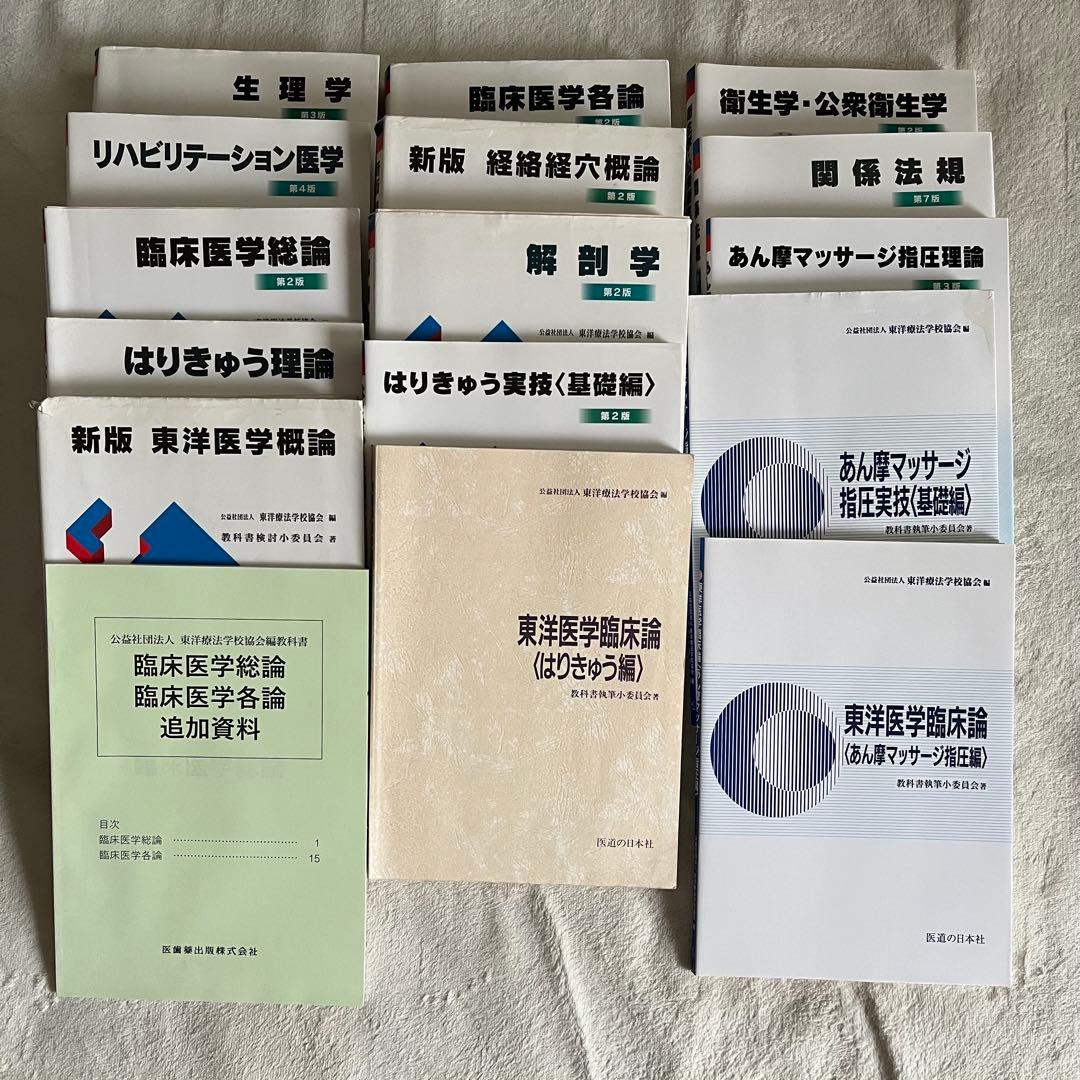 生理学
第3版
リハビリテーション医学
第4版
臨床医学総論
第2版
はりきゅう理論
新版 東洋医学概論
公益社団法人 東洋療法学校協会 編
教科書検討小委員会 著
公益社団法人 東洋療法学校協会編教科書
臨床医学総論
臨床医学各論
追加資料
目次
臨床医学総論 ……………………………… 1
臨床医学各論 ……………………………… 15
医歯薬出版株式会社
臨床医学各論
第2版
新版 経絡経穴概論
第2版
解剖学
第2版
公益社団法人 東洋療法学校協会 編
はりきゅう実技〈基礎編〉
第2版
公益社団法人 東洋療法学校協会 編
東洋医学臨床論
〈はりきゅう編〉
教科書執筆小委員会著
医道の日本社
衛生学・公衆衛生学
第2版
関係法規
第7版
あん摩マッサージ指圧理論
第3版
公益社団法人 東洋療法学校協会 編
あん摩マッサージ
指圧実技〈基礎編〉
教科書執筆小委員会著
公益社団法人 東洋療法学校協会 編
東洋医学臨床論
〈あん摩マッサージ指圧編〉
教科書執筆小委員会著
医道の日本社